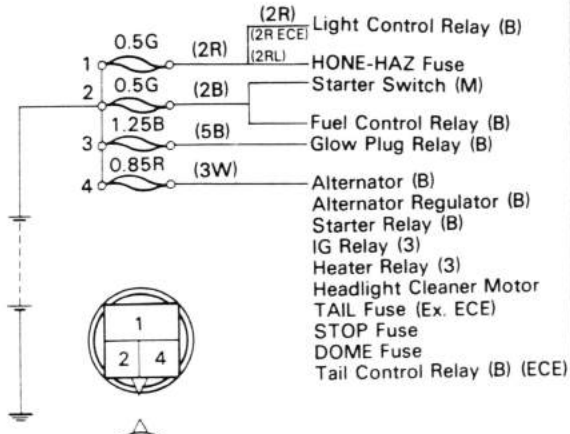 (2R)
Light Control Relay (B)
(2R ECE)
1 0.5G (2R) (2RL) HONE-HAZ Fuse
2 0.5G (2B) Starter Switch (M)
Fuel Control Relay (B)
3 1.25B (5B) Glow Plug Relay (B)
4 0.85R (3W) Alternator (B)
Alternator Regulator (B)
Starter Relay (B)
IG Relay (3)
Heater Relay (3)
Headlight Cleaner Motor
TAIL Fuse (Ex. ECE)
STOP Fuse
DOME Fuse
Tail Control Relay (B) (ECE)
1
2 4